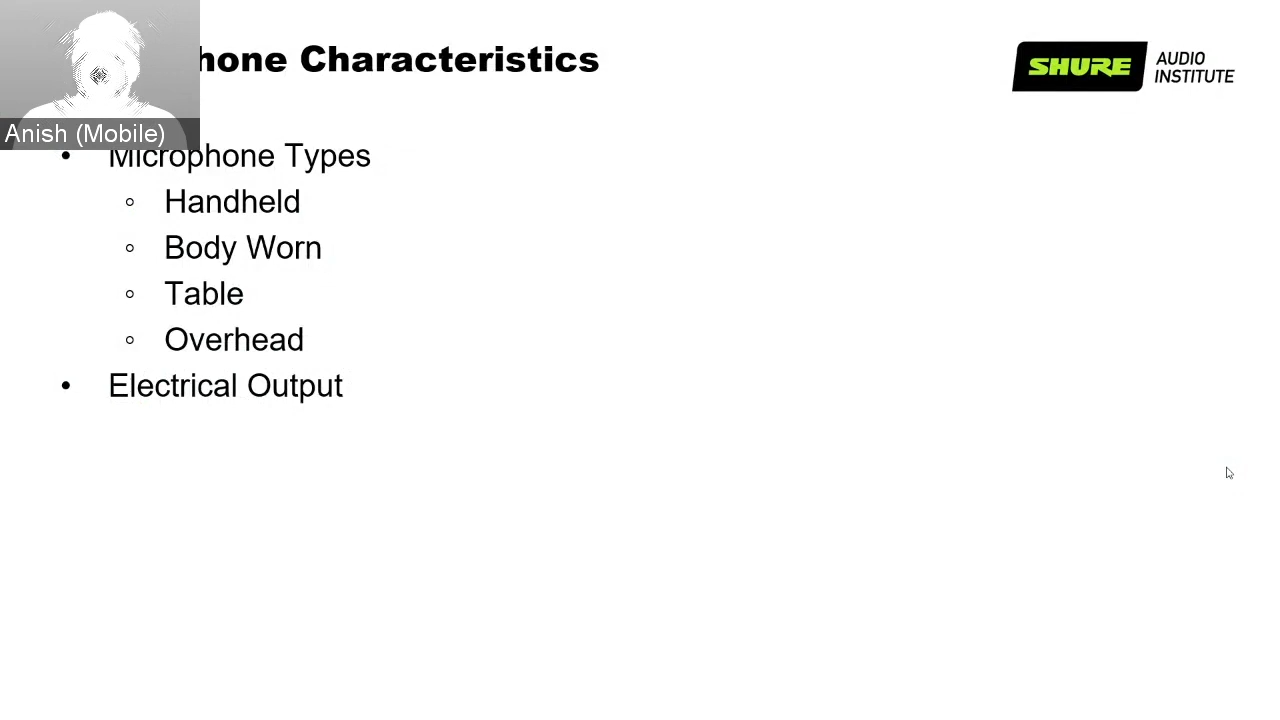 hone Characteristics
SHURE AUDIO INSTITUTE
Anish (Mobile)
• Microphone Types
◦ Handheld
◦ Body Worn
◦ Table
◦ Overhead
• Electrical Output